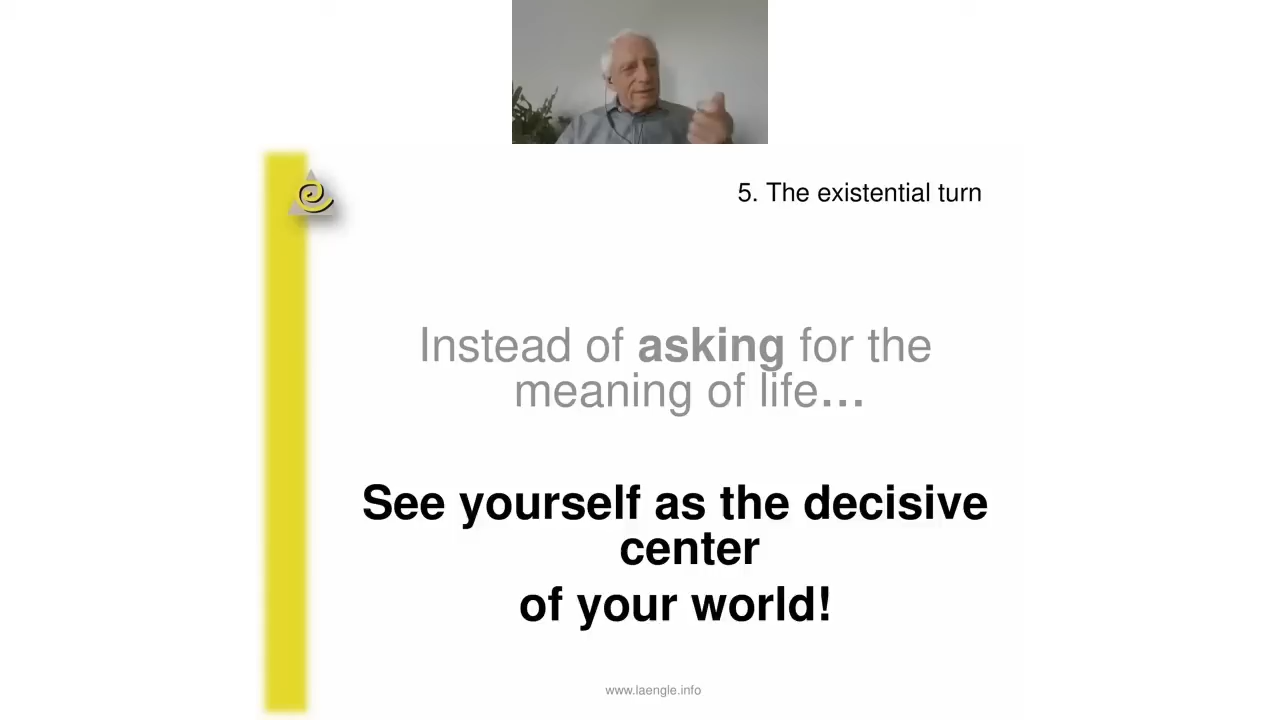 5. The existential turn
Instead of asking for the
meaning of life...
See yourself as the decisive
center
of your world!
www.laengle.info